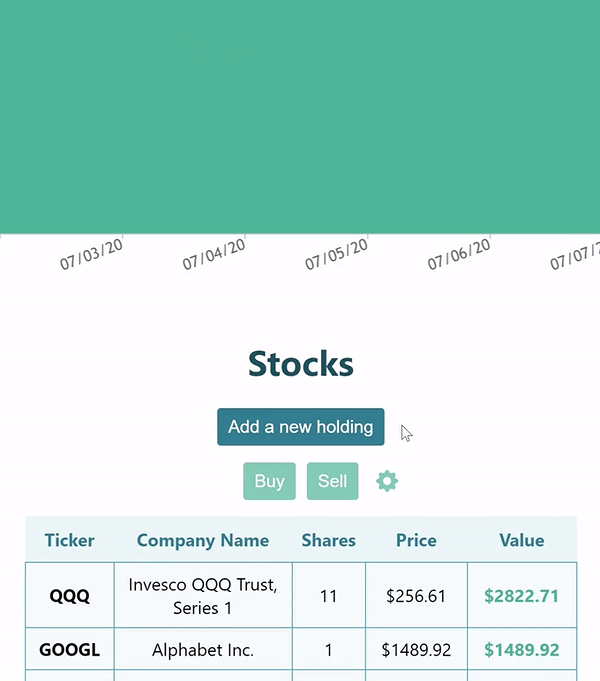 07/03/20
07/04/20
07/05/20
07/06/20
07/07/
Stocks
Add a new holding
Buy Sell
Ticker Company Name Shares Price Value
QQQ Invesco QQQ Trust, Series 1 11 $256.61 $2822.71
GOOGL Alphabet Inc. 1 $1489.92 $1489.92